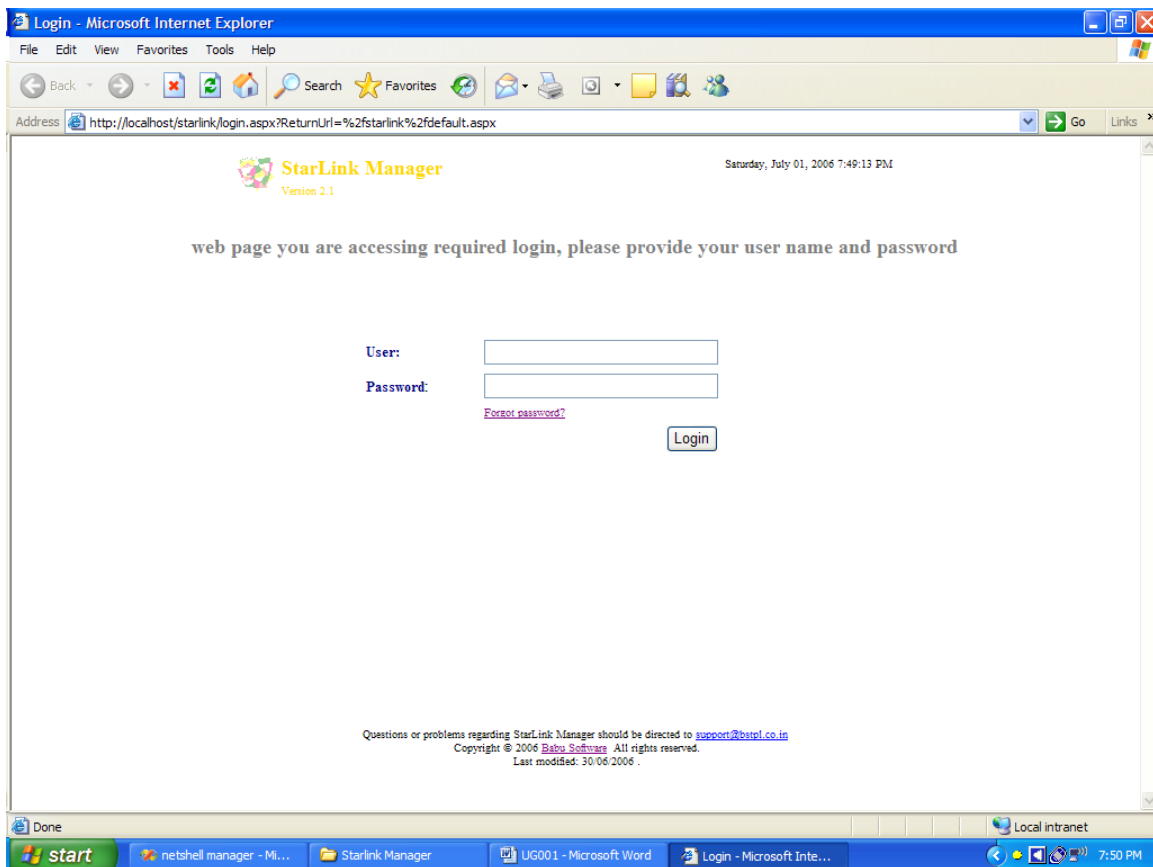 Login - Microsoft Internet Explorer
File Edit View Favorites Tools Help
Back Search Favorites
Address http://localhost/starlink/login.aspx?ReturnUrl=%2fstarlink%2fdefault.aspx Go Links »
StarLink Manager Saturday, July 01, 2006 7:49:13 PM
Version 2.1
web page you are accessing required login, please provide your user name and password
User:
Password:
Forgot password?
Login
Questions or problems regarding StarLink Manager should be directed to support@bstpl.co.in
Copyright © 2006 Babu Software All rights reserved.
Last modified: 30/06/2006 .
Done Local intranet
start netshell manager - Mi... Starlink Manager UG001 - Microsoft Word Login - Microsoft Inte... 7:50 PM